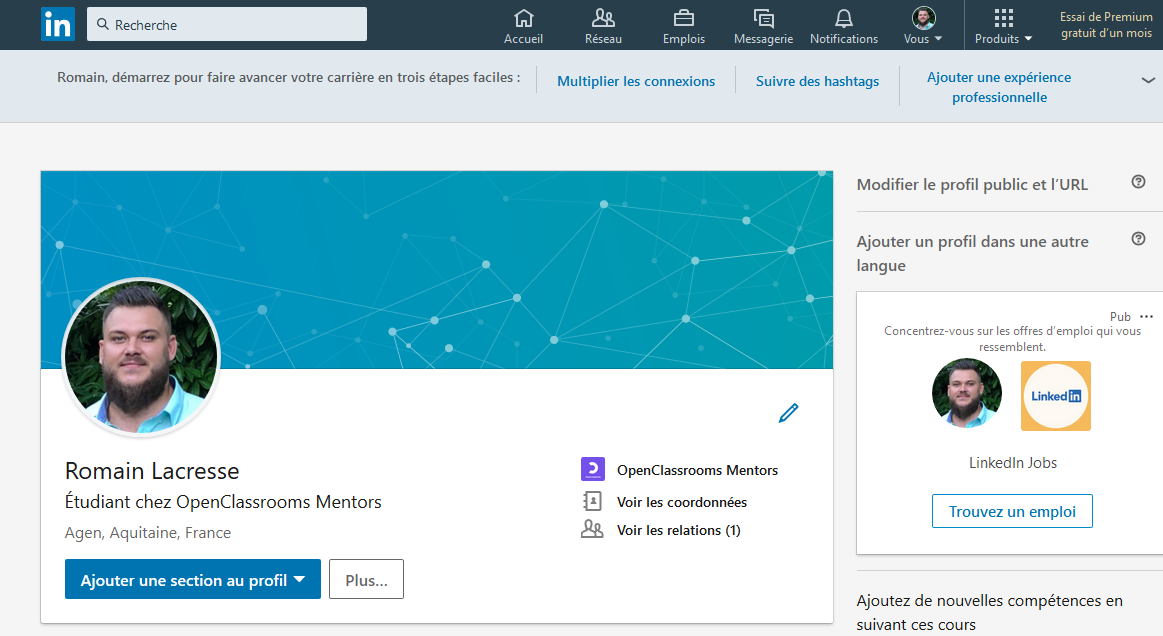 in
Recherche
Accueil
Réseau
Emplois
Messagerie
Notifications
Vous
Produits
Essai de Premium
gratuit d'un mois
Romain, démarrez pour faire avancer votre carrière en trois étapes faciles :
Multiplier les connexions
Suivre des hashtags
Ajouter une expérience
professionnelle
Modifier le profil public et l'URL
Ajouter un profil dans une autre
langue
Pub
Concentrez-vous sur les offres d'emploi qui vous
ressemblent.
Linked in
LinkedIn Jobs
Trouvez un emploi
Romain Lacresse
Étudiant chez OpenClassrooms Mentors
Agen, Aquitaine, France
Ajouter une section au profil
Plus...
OpenClassrooms Mentors
Voir les coordonnées
Voir les relations (1)
Ajoutez de nouvelles compétences en
suivant ces cours